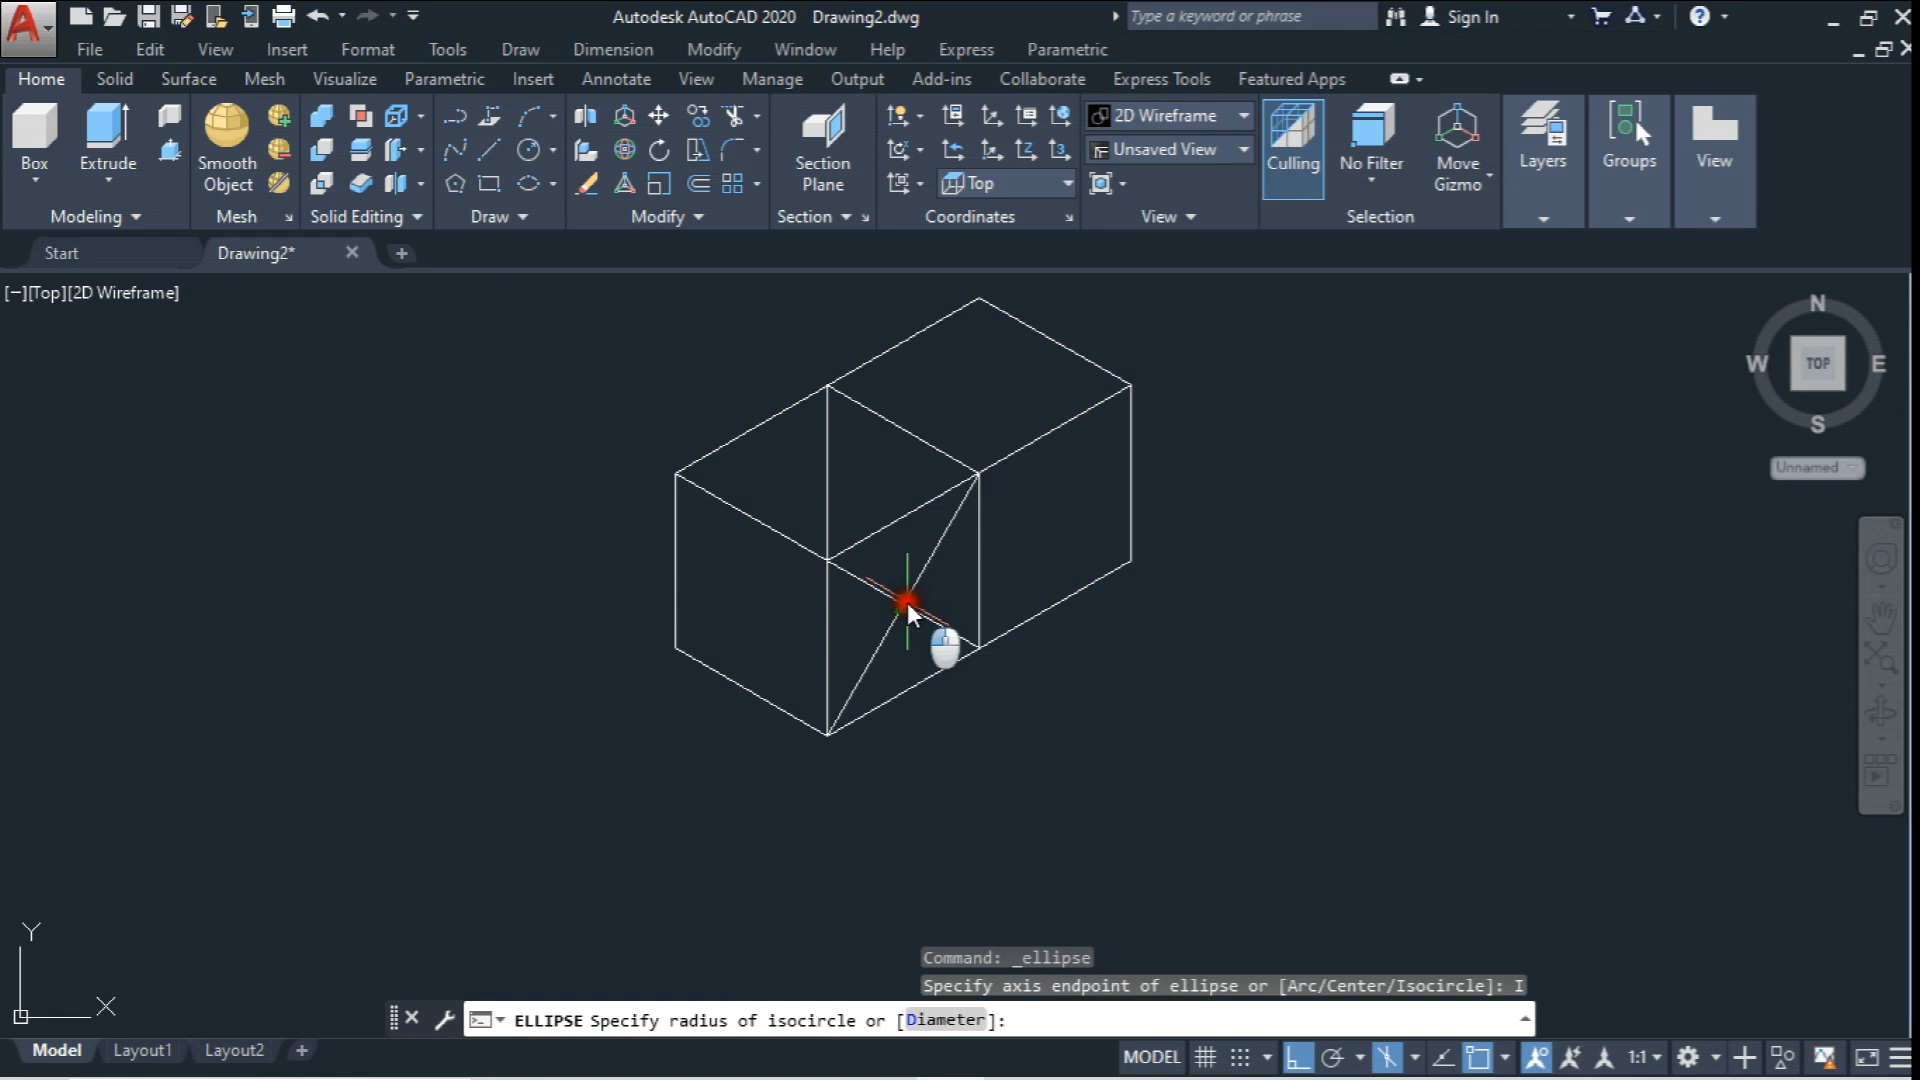 Autodesk AutoCAD 2020 Drawing2.dwg
Type a keyword or phrase
Sign In
File Edit View Insert Format Tools Draw Dimension Modify Window Help Express Parametric
Home Solid Surface Mesh Visualize Parametric Insert Annotate View Manage Output Add-ins Collaborate Express Tools Featured Apps
2D Wireframe
Unsaved View
Top
Box
Extrude
Smooth
Object
Section
Plane
Culling
No Filter
Move
Gizmo
Layers
Groups
View
Modeling Mesh Solid Editing Draw Modify Section Coordinates View Selection
Start Drawing2*
[−][Top][2D Wireframe]
N
W TOP E
S
Unnamed
Y
X
Command: _ellipse
Specify axis endpoint of ellipse or [Arc/Center/Isocircle]: I
ELLIPSE Specify radius of isocircle or [Diameter]:
Model Layout1 Layout2
MODEL
1:1